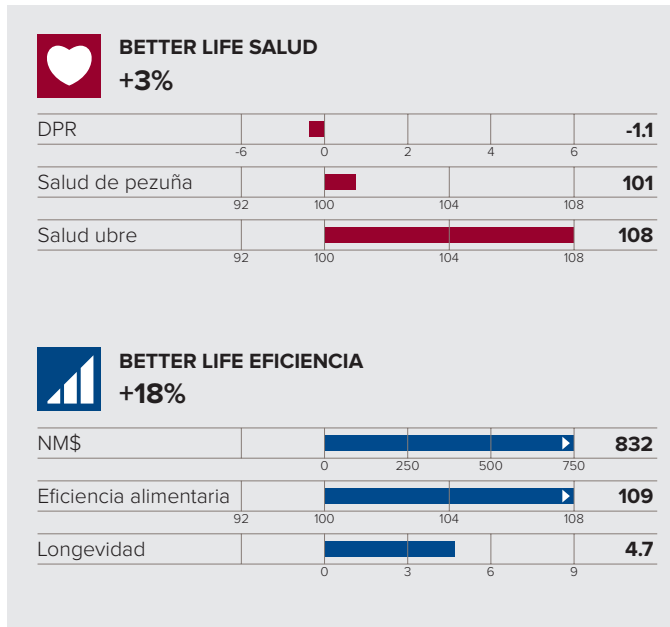 BETTER LIFE SALUD
+3%
DPR -1.1
-6 0 2 4 6
Salud de pezuña 101
92 100 104 108
Salud ubre 108
92 100 104 108
BETTER LIFE EFICIENCIA
+18%
NM$ 832
0 250 500 750
Eficiencia alimentaria 109
92 100 104 108
Longevidad 4.7
0 3 6 9